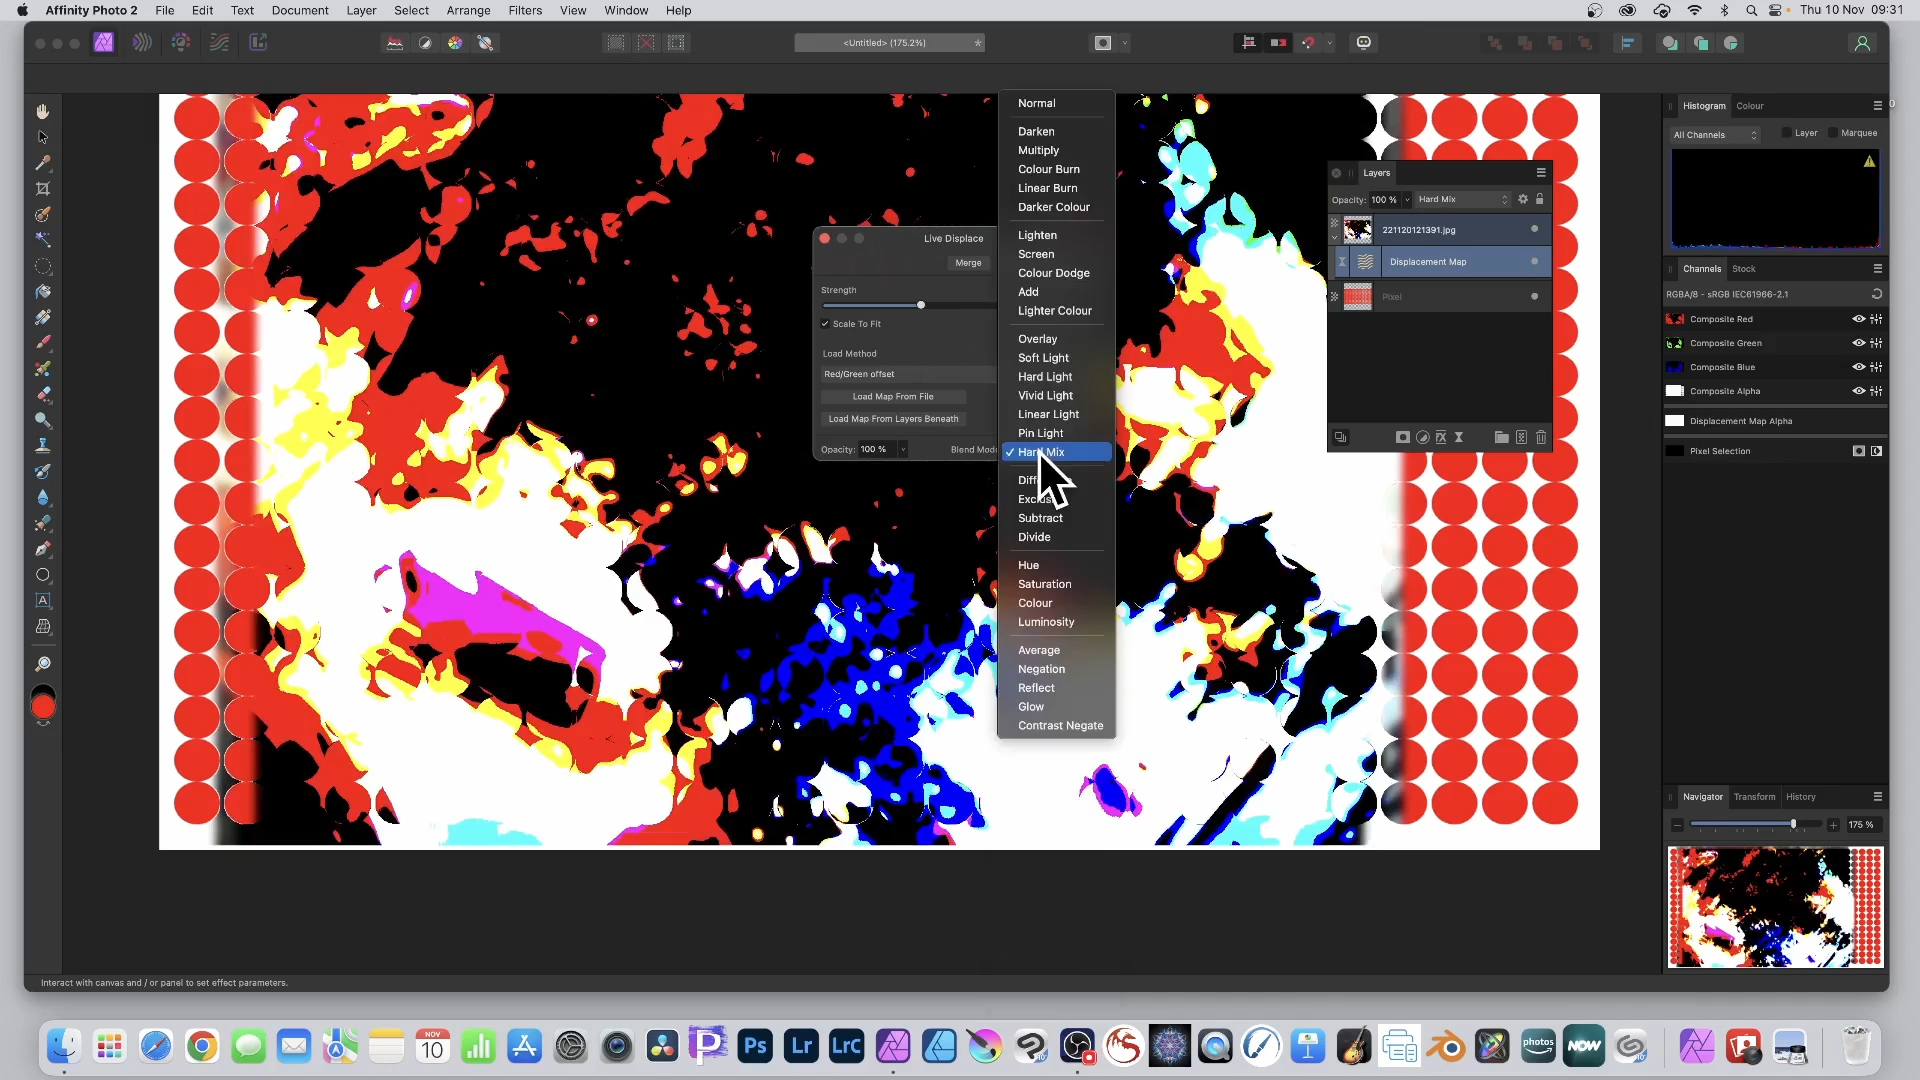 Affinity Photo 2 File Edit Text Document Layer Select Arrange Filters View Window Help
Thu 10 Nov 09:31
<Untitled> (175.2%)
Normal
Darken
Multiply
Colour Burn
Linear Burn
Darker Colour
Lighten
Screen
Colour Dodge
Add
Lighter Colour
Overlay
Soft Light
Hard Light
Vivid Light
Linear Light
Pin Light
Hard Mix
Subtract
Divide
Hue
Saturation
Colour
Luminosity
Average
Negation
Reflect
Glow
Contrast Negate
Live Displace
Merge
Strength
Scale To Fit
Load Method
Red/Green offset
Load Map From File
Load Map From Layers Beneath
Opacity: 100 %
Layers
Opacity: 100 % Hard Mix
221120121391.jpg
Displacement Map
Pixel
Histogram Colour
All Channels Layer Marquee
Channels Stock
RGBA/8 - sRGB IEC61966-2.1
Composite Red
Composite Green
Composite Blue
Composite Alpha
Displacement Map Alpha
Pixel Selection
Navigator Transform History
175 %
Interact with canvas and / or panel to set effect parameters.
NOV
10
Ps
Lr
LrC
photos
NOW